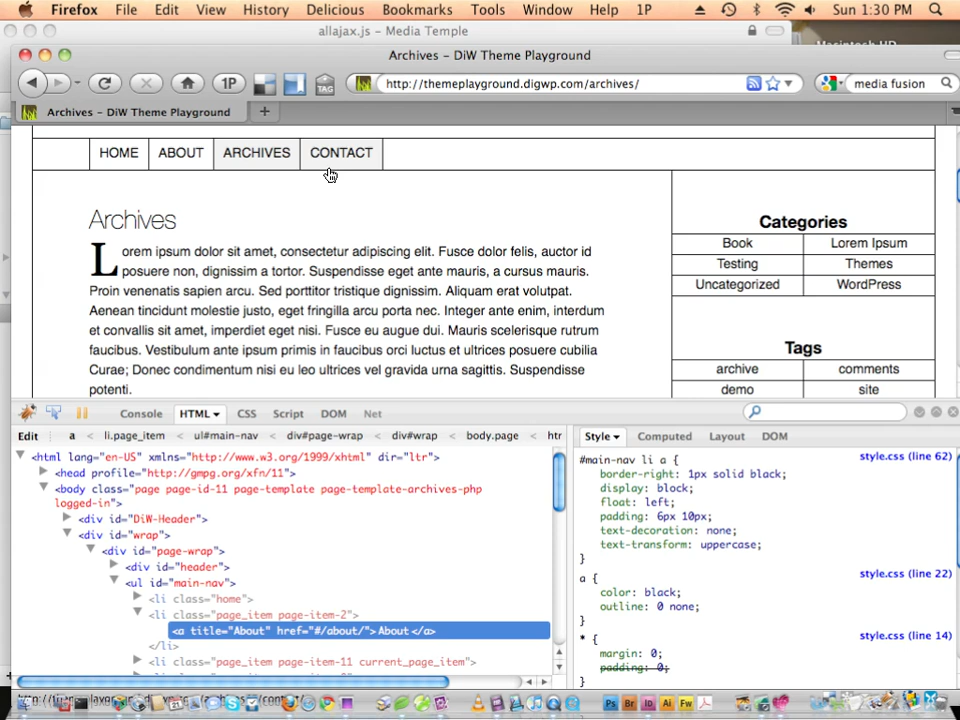 Firefox File Edit View History Delicious Bookmarks Tools Window Help 1P Sun 1:30 PM
allajax.js — Media Temple
Archives – DiW Theme Playground
1P TAG http://themeplayground.digwp.com/archives/ media fusion
Archives – DiW Theme Playground +
HOME ABOUT ARCHIVES CONTACT
Archives
Lorem ipsum dolor sit amet, consectetur adipiscing elit. Fusce dolor felis, auctor id
posuere non, dignissim a tortor. Suspendisse eget ante mauris, a cursus mauris.
Proin venenatis sapien arcu. Sed porttitor tristique dignissim. Aliquam erat volutpat.
Aenean tincidunt molestie justo, eget fringilla arcu porta nec. Integer ante enim, interdum
et convallis sit amet, imperdiet eget nisi. Fusce eu augue dui. Mauris scelerisque rutrum
faucibus. Vestibulum ante ipsum primis in faucibus orci luctus et ultrices posuere cubilia
Curae; Donec condimentum nisi eu leo ultrices vel gravida urna sagittis. Suspendisse
potenti.
Categories
Book Lorem Ipsum
Testing Themes
Uncategorized WordPress
Tags
archive comments
demo site
Console HTML CSS Script DOM Net
Edit a < li.page_item < ul#main-nav < div#page-wrap < div#wrap < body.page < htr
<html lang="en-US" xmlns="http://www.w3.org/1999/xhtml" dir="ltr">
<head profile="http://gmpg.org/xfn/11">
<body class="page page-id-11 page-template page-template-archives-php
logged-in">
<div id="DiW-Header">
<div id="wrap">
<div id="page-wrap">
<div id="header">
<ul id="main-nav">
<li class="home">
<li class="page_item page-item-2">
<a title="About" href="#/about/">About</a>
</li>
<li class="page_item page-item-11 current_page_item">
Style Computed Layout DOM
#main-nav li a { style.css (line 62)
border-right: 1px solid black;
display: block;
float: left;
padding: 6px 10px;
text-decoration: none;
text-transform: uppercase;
}
a { style.css (line 22)
color: black;
outline: 0 none;
}
* { style.css (line 14)
margin: 0;
padding: 0;
}
Ps Br Id Ai Fw